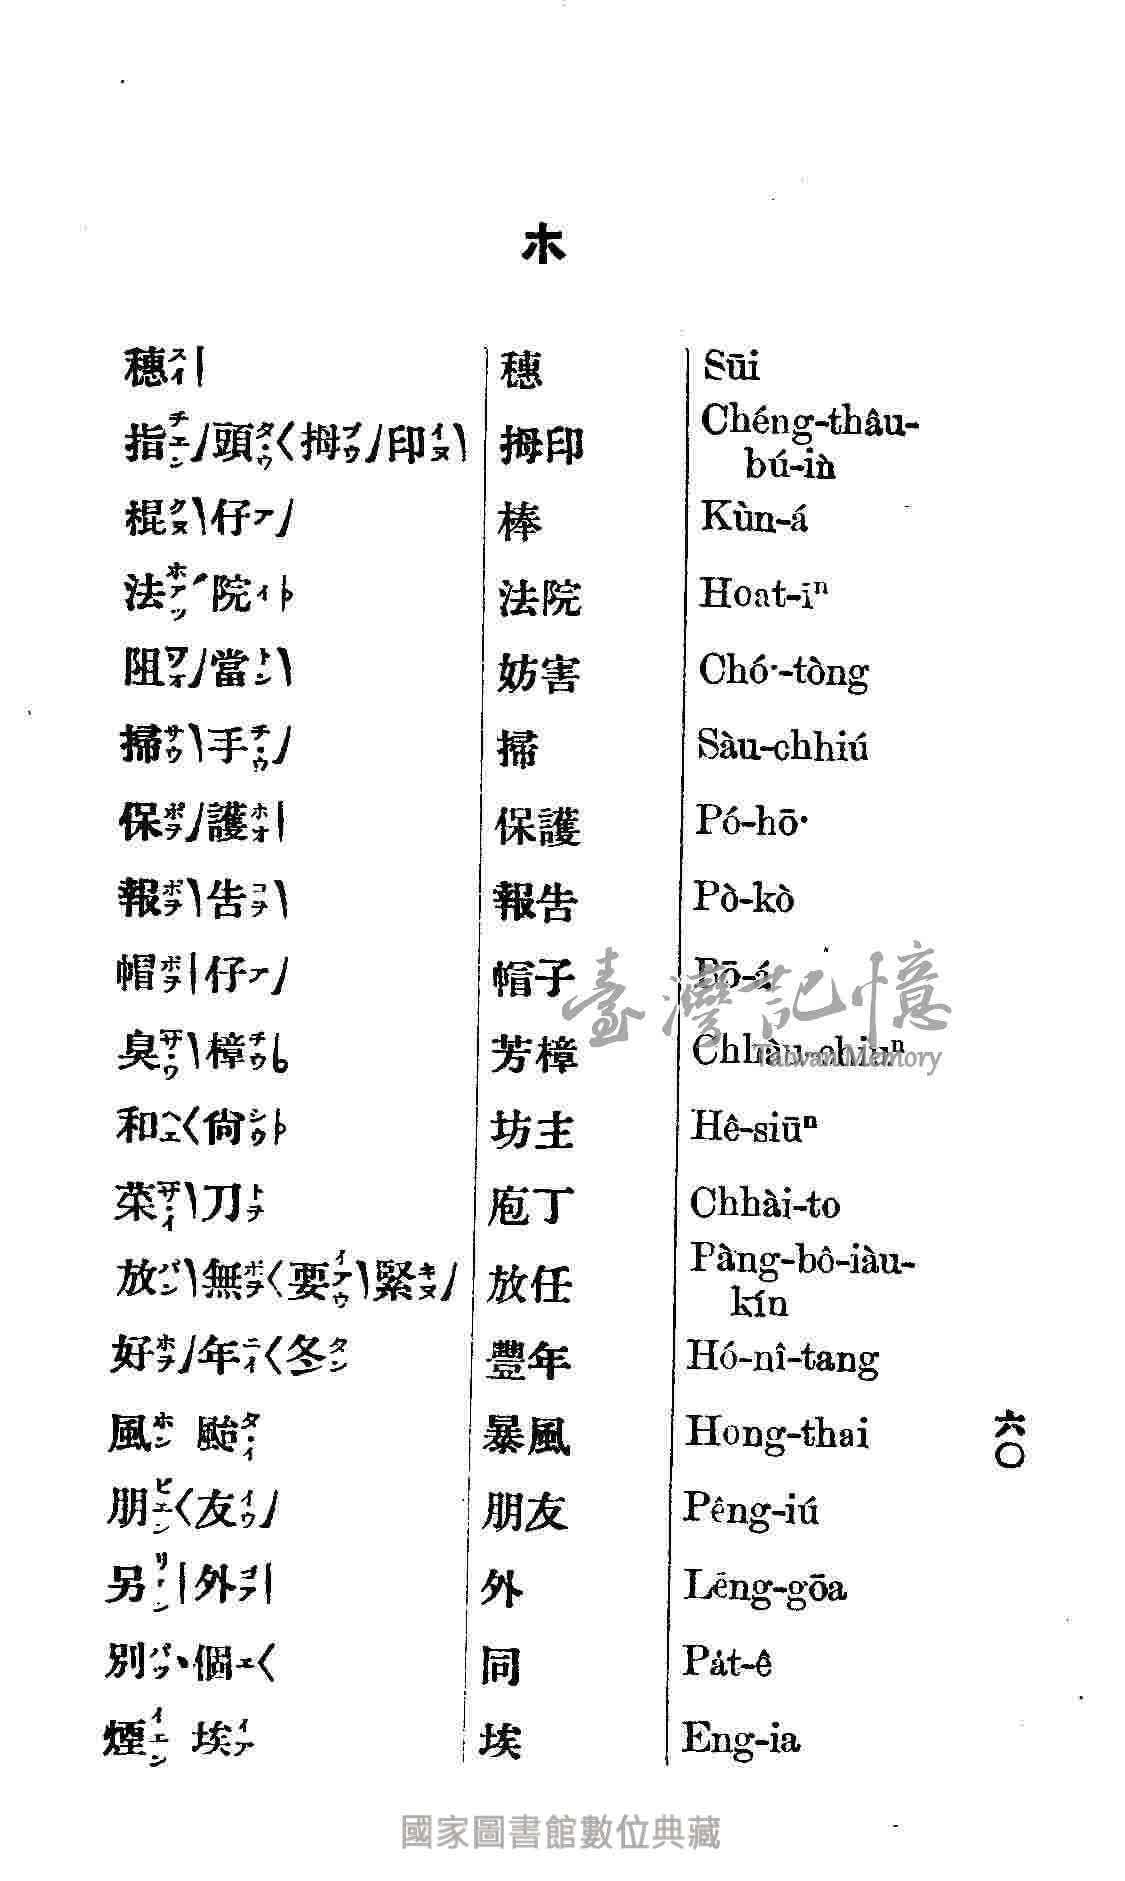 ホ
穗スイ 穗 Sūi
指チエン頭タウ拇ブウ印イヌ 拇印 Chéng-thâu-
bú-ìn
棍クヌ仔ア 棒 Kùn-á
法ホアッ院イ 法院 Hoat-īⁿ
阻ツオ當トン 妨害 Chó·-tòng
掃サウ手チウ 掃 Sàu-chhiú
保ポヲ護ホオ 保護 Pó-hō·
報ポヲ告コヲ 報告 Pò-kò
帽ボヲ仔ア 帽子 Bō-á
臭サウ樟チウ 芳樟 Chhàu-chiuⁿ
和ヘエ尙シウ 坊主 Hê-siūⁿ
菜サイ刀トヲ 庖丁 Chhài-to
放パン無ボヲ要イアウ緊キヌ 放任 Pàng-bô-iàu-
kín
好ホヲ年ニイ冬タン 豐年 Hó-nî-tang
風ホン 颱タイ 暴風 Hong-thai
朋ピエン友イウ 朋友 Pêng-iú
另リイン外ゴア 外 Lēng-gōa
別パッ個エ 同 Pa̍t-ê
煙イエン 埃イア 埃 Eng-ia
六〇
臺灣記憶
Taiwan Memory
國家圖書館數位典藏